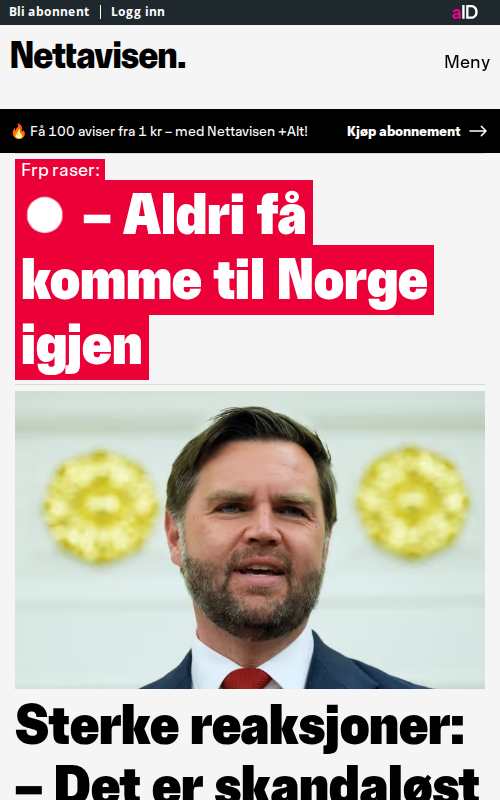 Bli abonnent | Logg inn
aID
Nettavisen.
Meny
🔥 Få 100 aviser fra 1 kr – med Nettavisen +Alt!
Kjøp abonnement →
Frp raser:
– Aldri få
komme til Norge
igjen
Sterke reaksjoner:
– Det er skandaløst